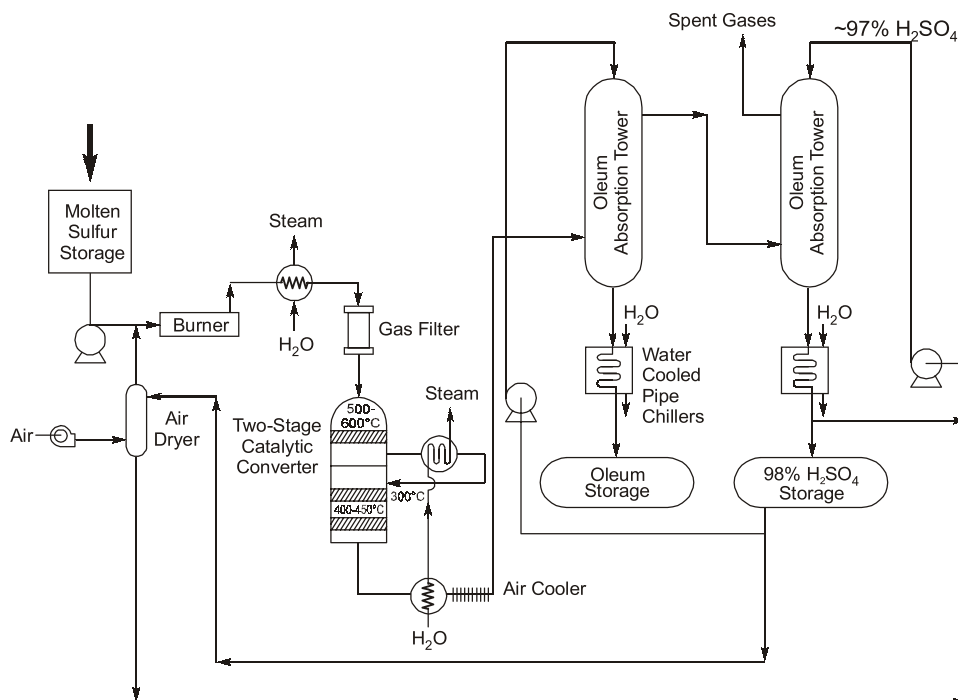 Spent Gases
~97% H₂SO₄
Oleum
Absorption Tower
Oleum
Absorption Tower
Molten
Sulfur
Storage
Steam
Burner
H₂O
Gas Filter
H₂O
H₂O
Water
Cooled
Pipe
Chillers
Air
Air
Dryer
Two-Stage
Catalytic
Converter
500-
600°C
Steam
300°C
400-450°C
Oleum
Storage
98% H₂SO₄
Storage
Air Cooler
H₂O